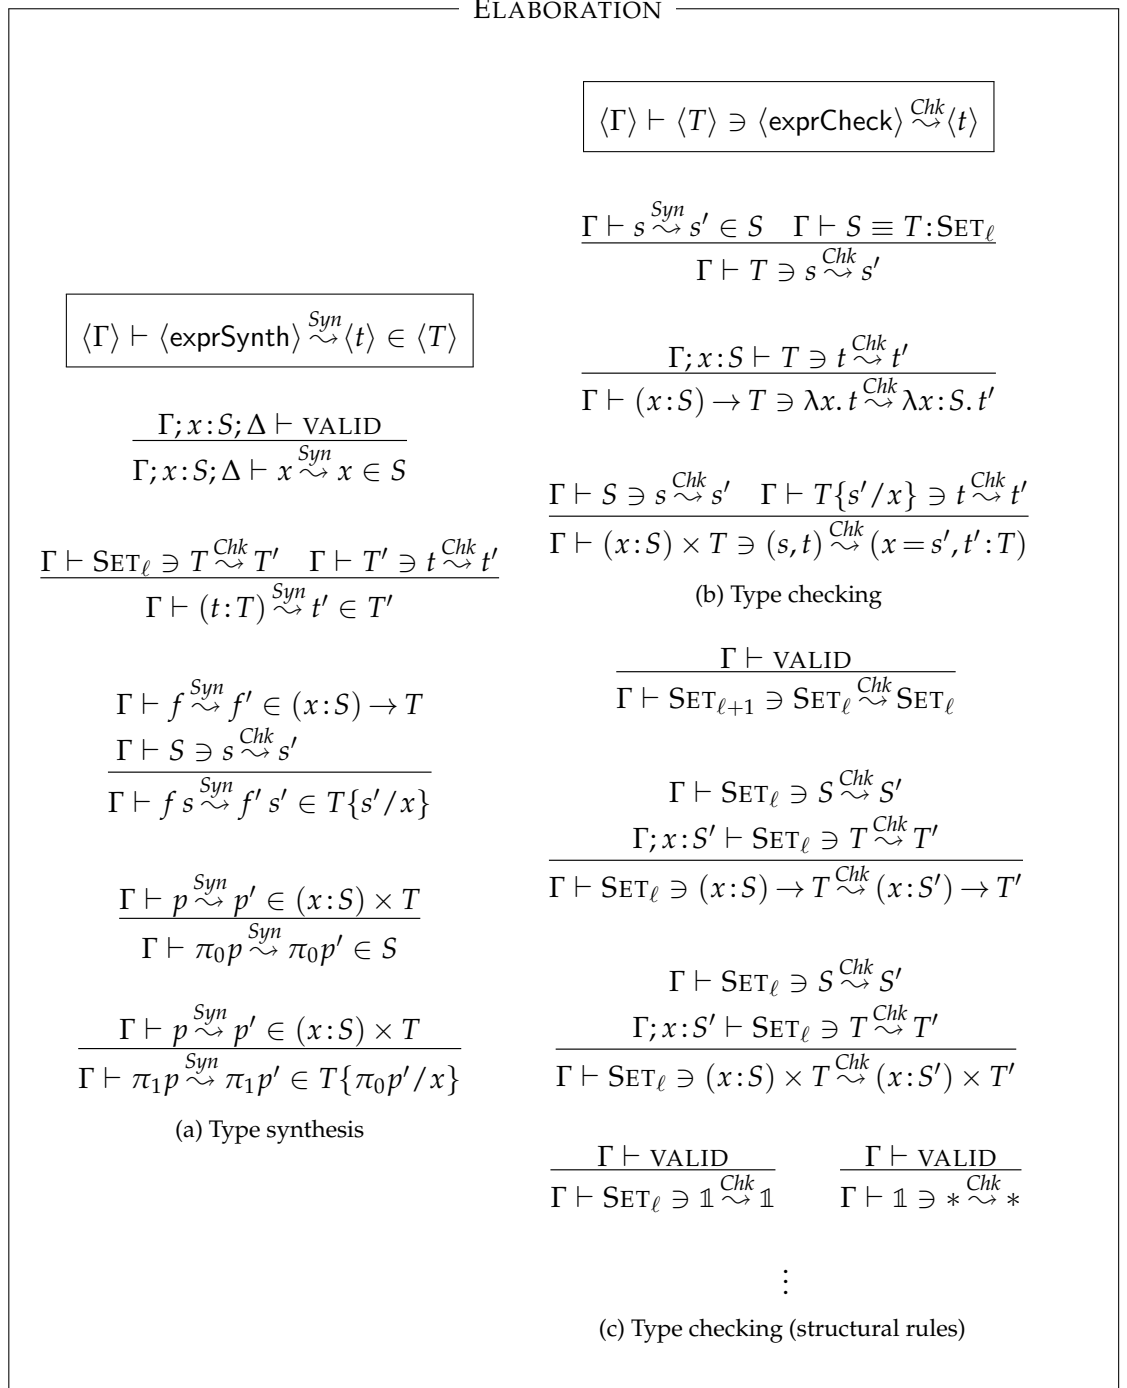 ELABORATION
⟨Γ⟩ ⊢ ⟨exprSynth⟩ Syn⇝ ⟨t⟩ ∈ ⟨T⟩
Γ; x : S; Δ ⊢ VALID
Γ; x : S; Δ ⊢ x Syn⇝ x ∈ S
Γ ⊢ SET_ℓ ∋ T Chk⇝ T′ Γ ⊢ T′ ∋ t Chk⇝ t′
Γ ⊢ (t : T) Syn⇝ t′ ∈ T′
Γ ⊢ f Syn⇝ f′ ∈ (x : S) → T
Γ ⊢ S ∋ s Chk⇝ s′
Γ ⊢ f s Syn⇝ f′ s′ ∈ T{s′/x}
Γ ⊢ p Syn⇝ p′ ∈ (x : S) × T
Γ ⊢ π₀p Syn⇝ π₀p′ ∈ S
Γ ⊢ p Syn⇝ p′ ∈ (x : S) × T
Γ ⊢ π₁p Syn⇝ π₁p′ ∈ T{π₀p′/x}
(a) Type synthesis
⟨Γ⟩ ⊢ ⟨T⟩ ∋ ⟨exprCheck⟩ Chk⇝ ⟨t⟩
Γ ⊢ s Syn⇝ s′ ∈ S Γ ⊢ S ≡ T : SET_ℓ
Γ ⊢ T ∋ s Chk⇝ s′
Γ; x : S ⊢ T ∋ t Chk⇝ t′
Γ ⊢ (x : S) → T ∋ λx. t Chk⇝ λx : S. t′
Γ ⊢ S ∋ s Chk⇝ s′ Γ ⊢ T{s′/x} ∋ t Chk⇝ t′
Γ ⊢ (x : S) × T ∋ (s, t) Chk⇝ (x = s′, t′ : T)
(b) Type checking
Γ ⊢ VALID
Γ ⊢ SET_ℓ+1 ∋ SET_ℓ Chk⇝ SET_ℓ
Γ ⊢ SET_ℓ ∋ S Chk⇝ S′
Γ; x : S′ ⊢ SET_ℓ ∋ T Chk⇝ T′
Γ ⊢ SET_ℓ ∋ (x : S) → T Chk⇝ (x : S′) → T′
Γ ⊢ SET_ℓ ∋ S Chk⇝ S′
Γ; x : S′ ⊢ SET_ℓ ∋ T Chk⇝ T′
Γ ⊢ SET_ℓ ∋ (x : S) × T Chk⇝ (x : S′) × T′
Γ ⊢ VALID Γ ⊢ VALID
Γ ⊢ SET_ℓ ∋ 𝟙 Chk⇝ 𝟙 Γ ⊢ 𝟙 ∋ ∗ Chk⇝ ∗
⋮
(c) Type checking (structural rules)